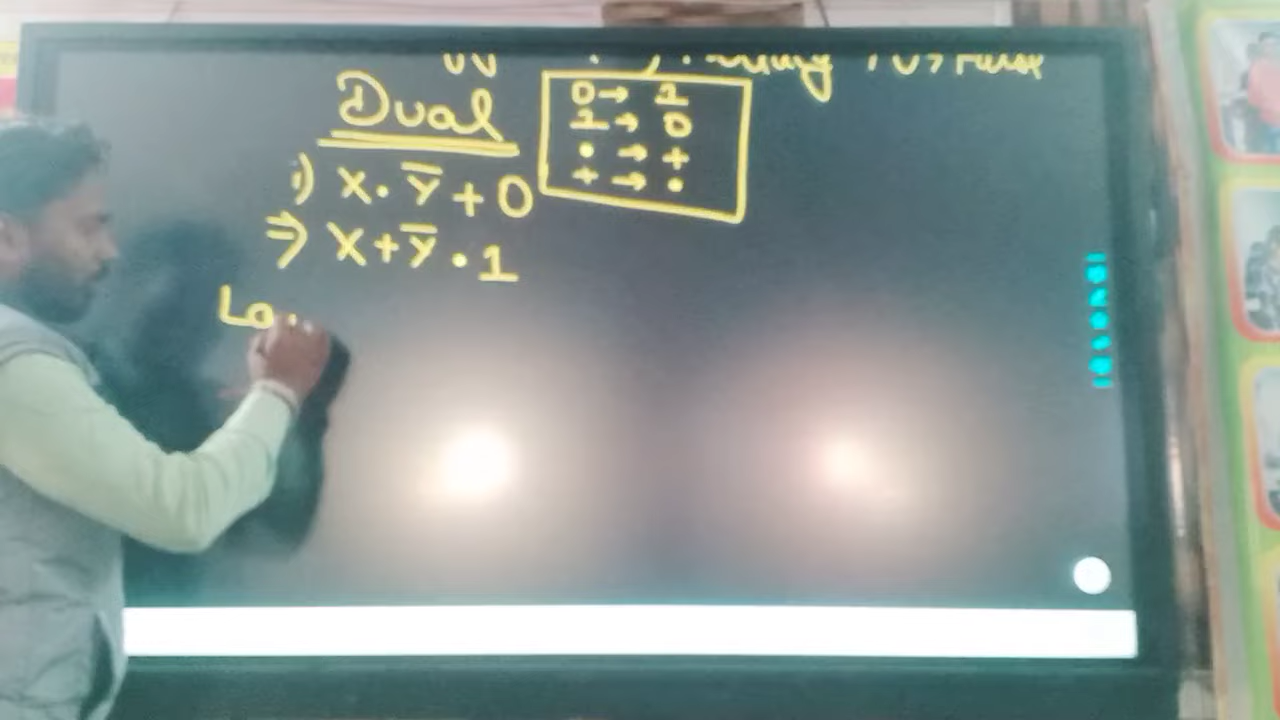 Dual
0 → 1
1 → 0
• → +
+ → •
i) X · Y̅ + 0
⇒ X + Y̅ · 1